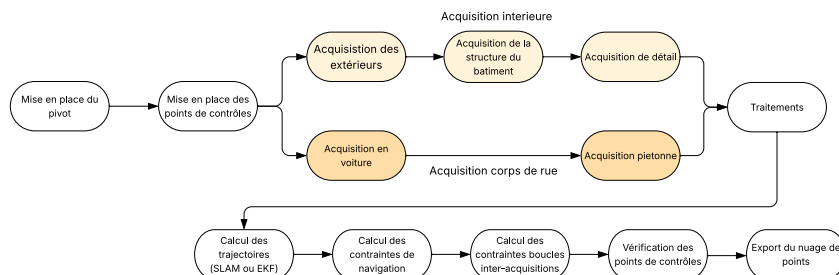 Acquisition interieure
Acquisistion des
extérieurs
Acquisition de la
structure du
batiment
Acquisition de détail
Mise en place du
pivot
Mise en place des
points de contrôles
Traitements
Acquisition en
voiture
Acquisition pietonne
Acquisition corps de rue
Calcul des
trajectoires
(SLAM ou EKF)
Calcul des
contraintes de
navigation
Calcul des
contraintes boucles
inter-acquisitions
Vérification des
points de contrôles
Export du nuage de
points